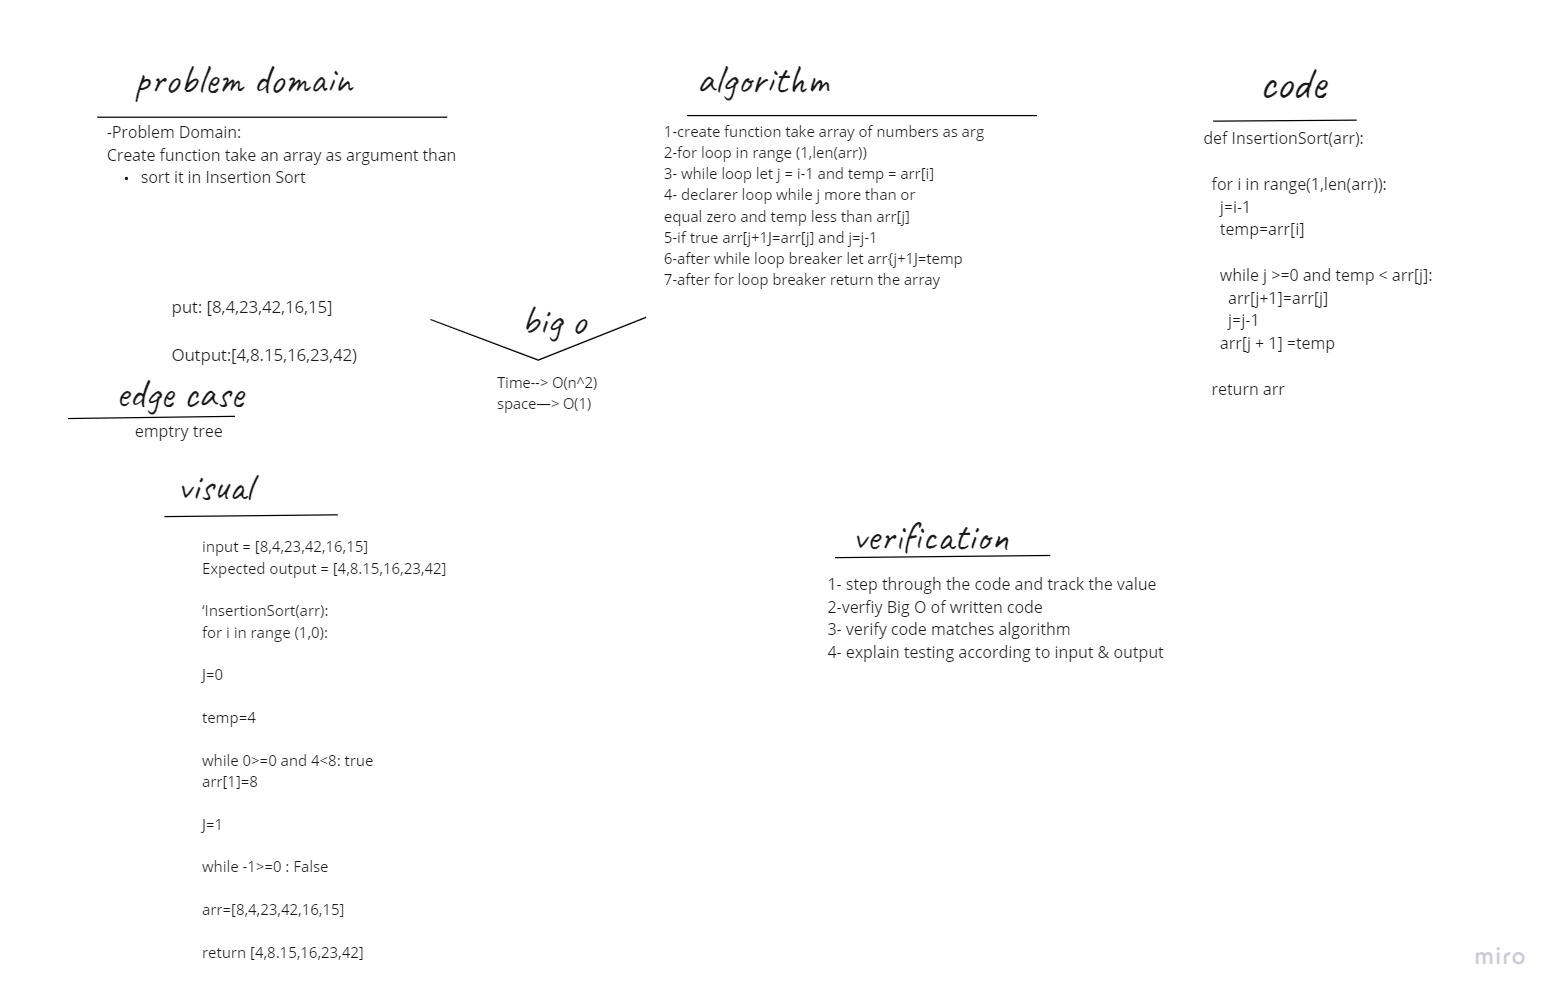 problem domain
-Problem Domain:
Create function take an array as argument than
• sort it in Insertion Sort
put: [8,4,23,42,16,15]
Output:[4,8.15,16,23,42)
edge case
emptry tree
big o
Time--> O(n^2)
space—> O(1)
visual
input = [8,4,23,42,16,15]
Expected output = [4,8.15,16,23,42]
‘InsertionSort(arr):
for i in range (1,0):
J=0
temp=4
while 0>=0 and 4<8: true
arr[1]=8
J=1
while -1>=0 : False
arr=[8,4,23,42,16,15]
return [4,8.15,16,23,42]
algorithm
1-create function take array of numbers as arg
2-for loop in range (1,len(arr))
3- while loop let j = i-1 and temp = arr[i]
4- declarer loop while j more than or
equal zero and temp less than arr[j]
5-if true arr[j+1J=arr[j] and j=j-1
6-after while loop breaker let arr{j+1J=temp
7-after for loop breaker return the array
verification
1- step through the code and track the value
2-verfiy Big O of written code
3- verify code matches algorithm
4- explain testing according to input & output
code
def InsertionSort(arr):
for i in range(1,len(arr)):
j=i-1
temp=arr[i]
while j >=0 and temp < arr[j]:
arr[j+1]=arr[j]
j=j-1
arr[j + 1] =temp
return arr
miro